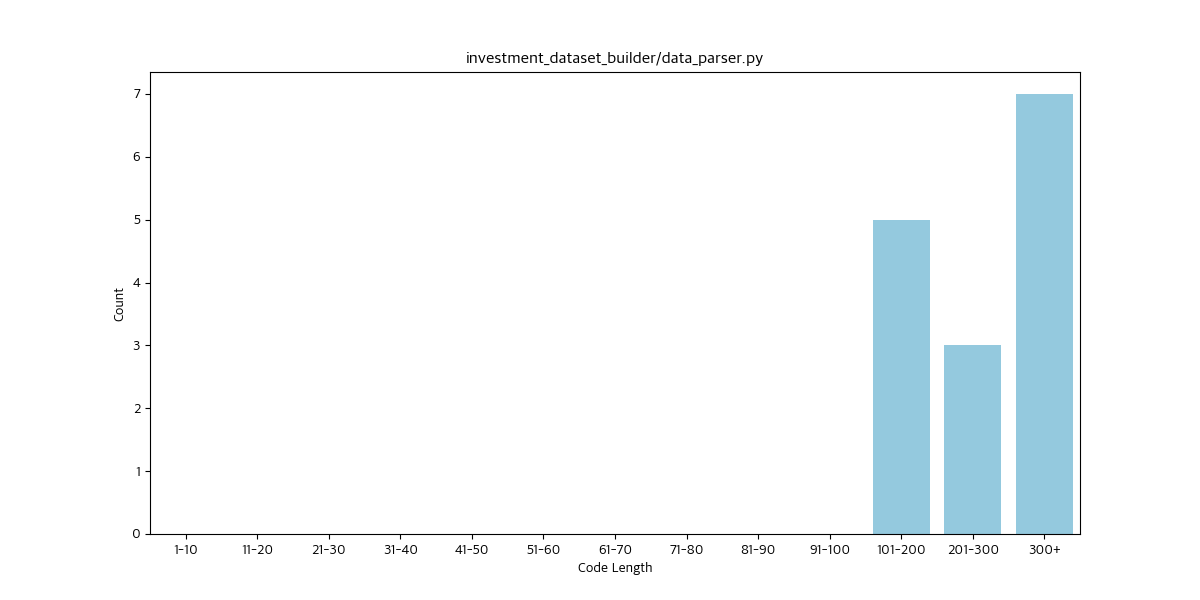 investment_dataset_builder/data_parser.py
7
6
5
4
3
2
1
0
Count
1-10 11-20 21-30 31-40 41-50 51-60 61-70 71-80 81-90 91-100 101-200 201-300 300+
Code Length